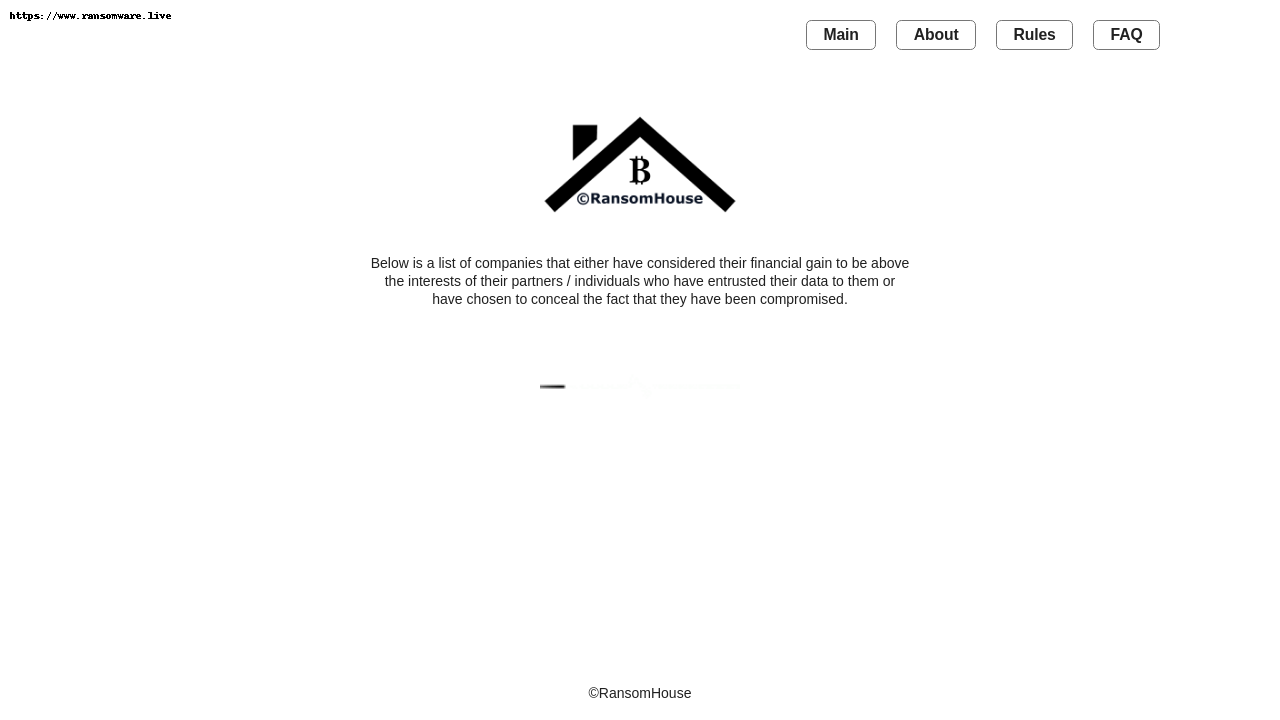 https://www.ransomware.live
Main
About
Rules
FAQ
B
©RansomHouse
Below is a list of companies that either have considered their financial gain to be above
the interests of their partners / individuals who have entrusted their data to them or
have chosen to conceal the fact that they have been compromised.
©RansomHouse